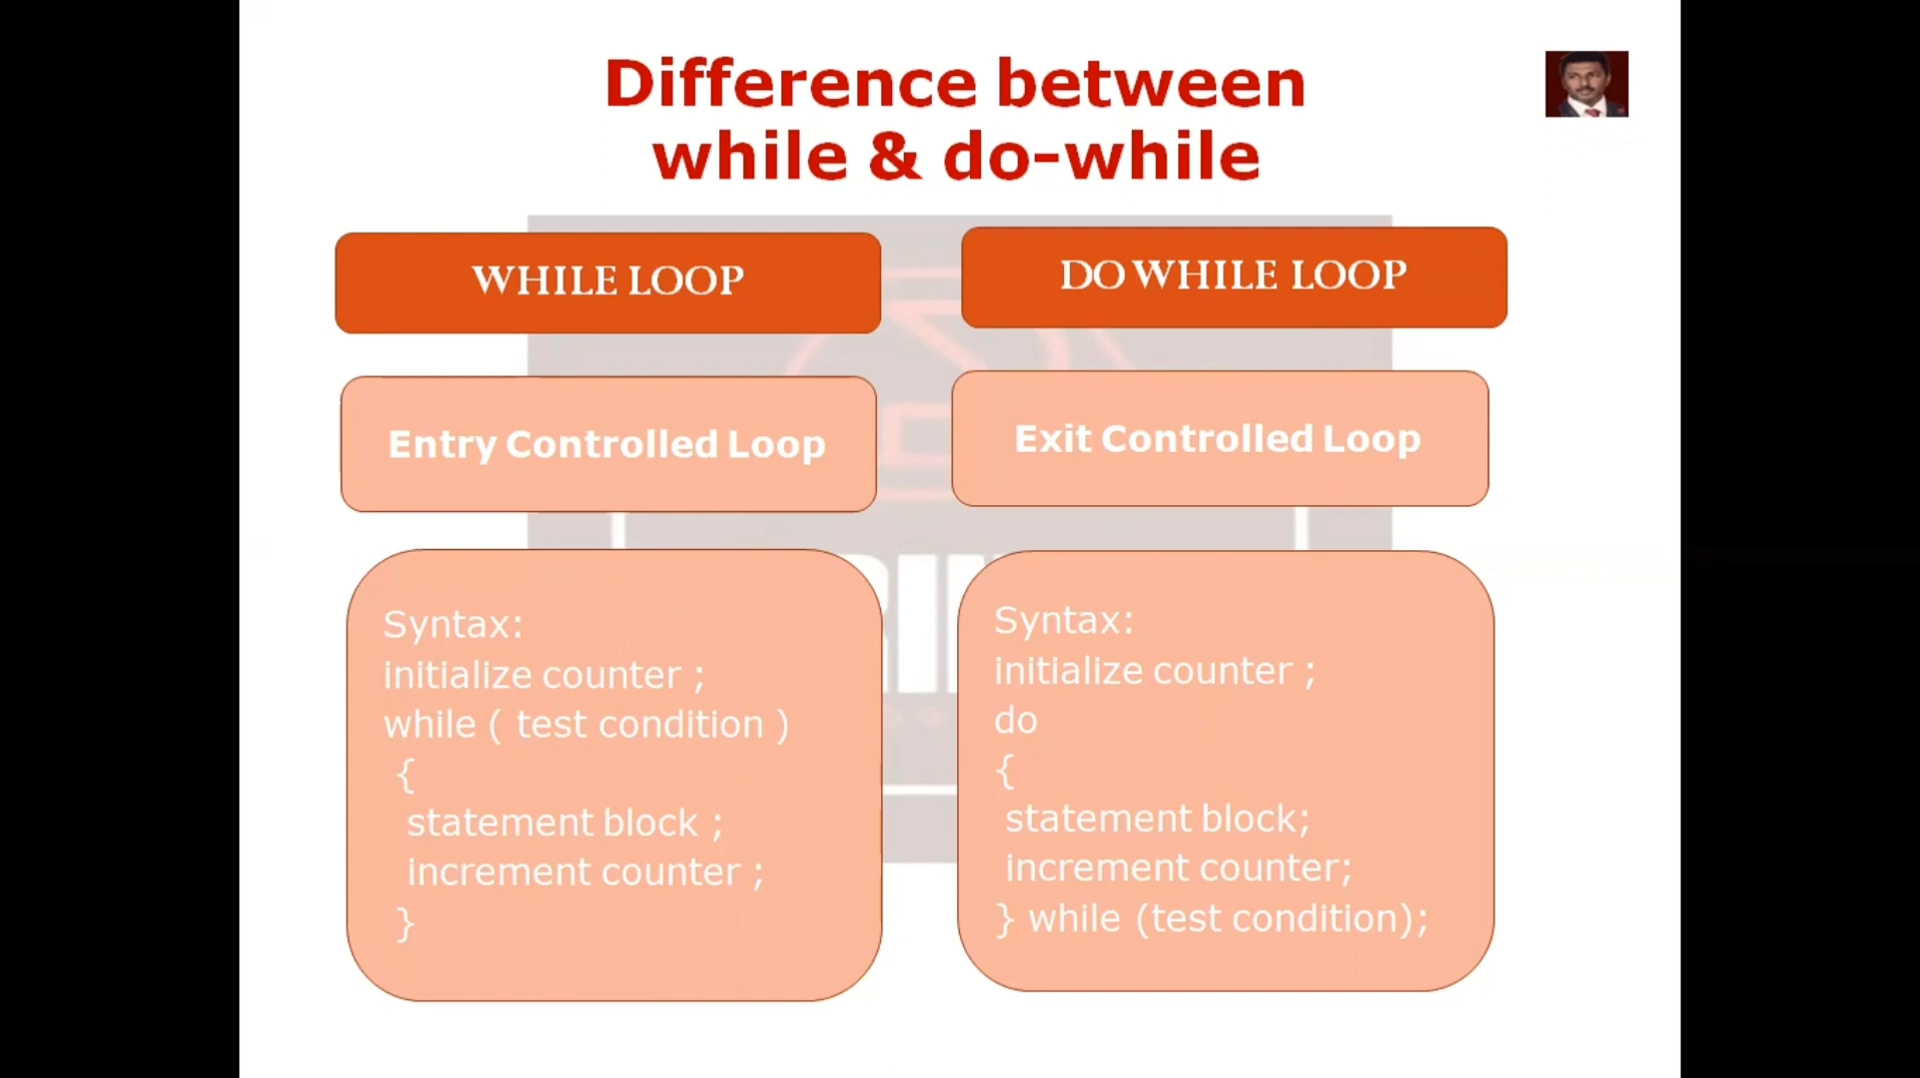 Difference between
while & do-while
WHILE LOOP
DO WHILE LOOP
Entry Controlled Loop
Exit Controlled Loop
Syntax:
initialize counter ;
while ( test condition )
{
statement block ;
increment counter ;
}
Syntax:
initialize counter ;
do
{
statement block;
increment counter;
} while (test condition);